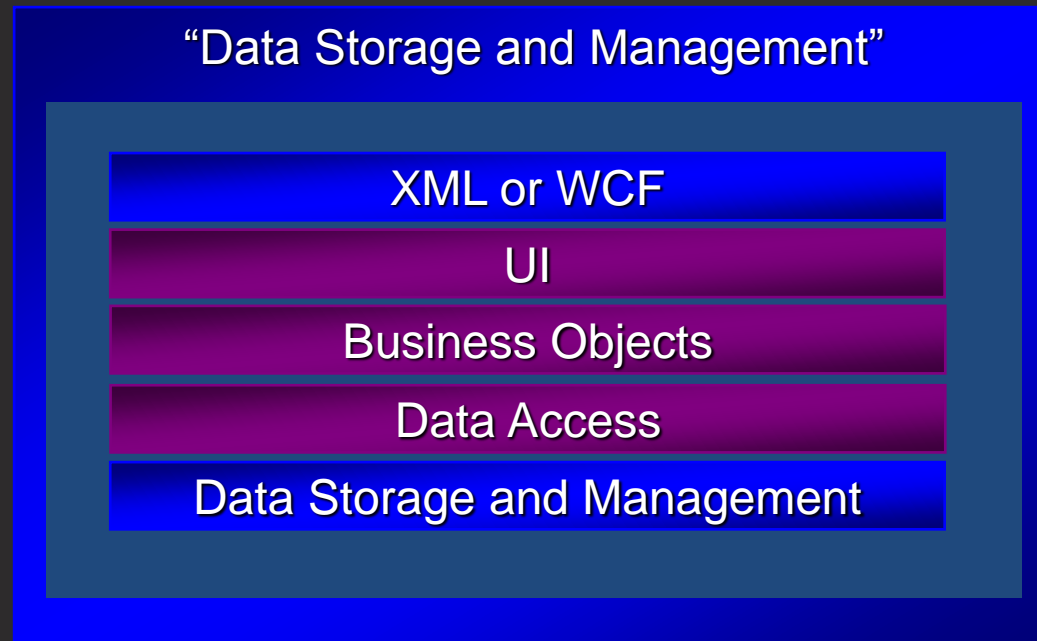 “Data Storage and Management”
XML or WCF
UI
Business Objects
Data Access
Data Storage and Management